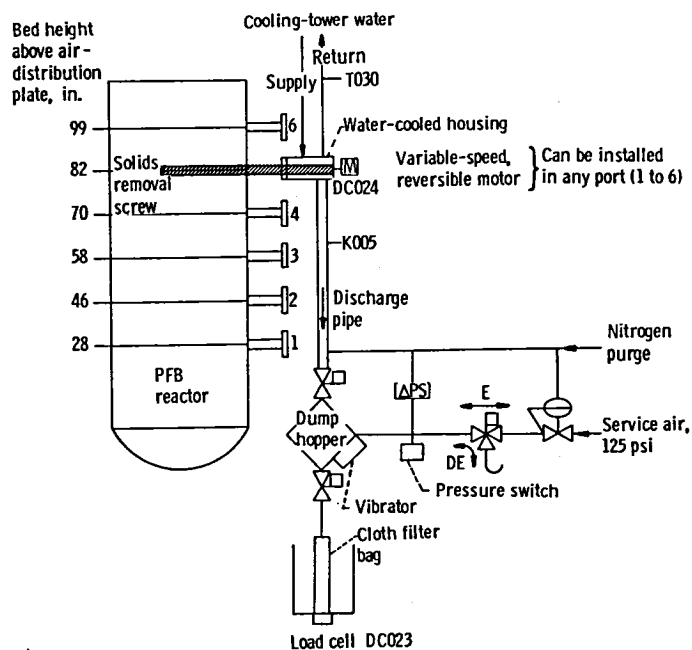 Cooling-tower water
Bed height
above air-
distribution
plate, in.
Return
T030
Supply
99
6
Water-cooled housing
82
Solids
removal
screw
M
DC024
Variable-speed,
reversible motor
Can be installed
in any port (1 to 6)
70
4
K005
58
3
46
2
Discharge
pipe
28
1
Nitrogen
purge
PFB
reactor
[ΔPS]
E
Dump
hopper
Service air,
125 psi
DE
Pressure switch
Vibrator
Cloth filter
bag
Load cell DC023